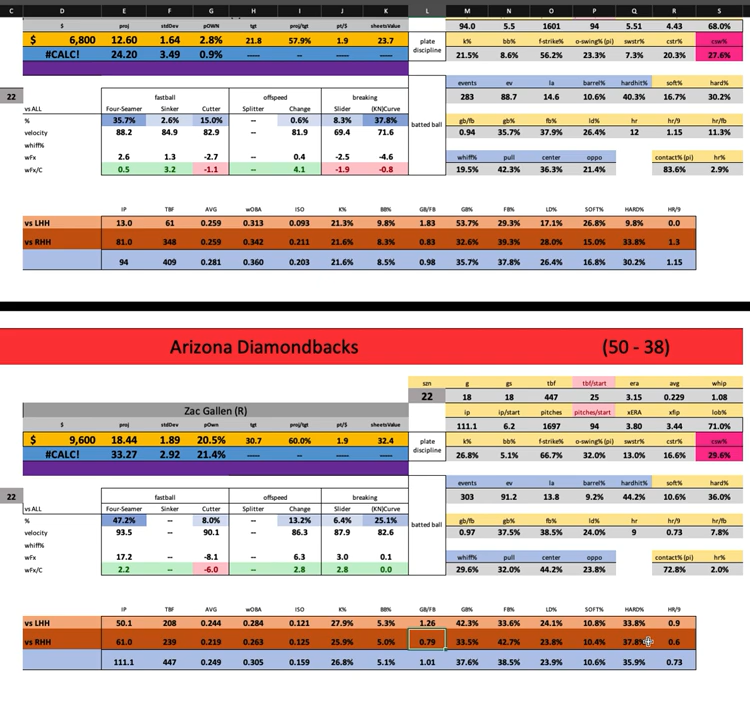 C D E F G H I J K L M N O P Q R S
$ proj stdDev pOWN tgt proj/tgt pt/$ sheetsValue 94.0 5.5 1601 94 5.51 4.43 68.0%
$ 6,800 12.60 1.64 2.8% 21.8 57.9% 1.9 23.7 plate discipline k% bb% f-strike% o-swing% (pi) swstr% cstr% csw%
#CALC! 24.20 3.49 0.9% –– –– –– –– 21.5% 8.6% 56.2% 23.3% 7.3% 20.3% 27.6%
events ev la barrel% hardhit% soft% hard%
22 fastball offspeed breaking 283 88.7 14.6 10.6% 40.3% 16.7% 30.2%
vs ALL Four-Seamer Sinker Cutter Splitter Change Slider (KN)Curve
% 35.7% 2.6% 15.0% -- 0.6% 8.3% 37.8% batted ball gb/fb gb% fb% ld% hr hr/9 hr/fb
velocity 88.2 84.9 82.9 -- 81.9 69.4 71.6 0.94 35.7% 37.9% 26.4% 12 1.15 11.3%
whiff%
wFx 2.6 1.3 -2.7 -- 0.4 -2.5 -4.6 whiff% pull center oppo contact% (pi) hr%
wFx/C 0.5 3.2 -1.1 -- 4.1 -1.9 -0.8 19.5% 42.3% 36.3% 21.4% 83.6% 2.9%
IP TBF AVG wOBA ISO K% BB% GB/FB GB% FB% LD% SOFT% HARD% HR/9
vs LHH 13.0 61 0.259 0.313 0.093 21.3% 9.8% 1.83 53.7% 29.3% 17.1% 26.8% 9.8% 0.0
vs RHH 81.0 348 0.259 0.342 0.211 21.6% 8.3% 0.83 32.6% 39.3% 28.0% 15.0% 33.8% 1.3
94 409 0.281 0.360 0.203 21.6% 8.5% 0.98 35.7% 37.8% 26.4% 16.8% 30.2% 1.15
Arizona Diamondbacks (50 - 38)
szn g gs tbf tbf/start era avg whip
22 18 18 447 25 3.15 0.229 1.08
Zac Gallen (R) ip ip/start pitches pitches/start xERA xfip lob%
$ proj stdDev pOwn tgt proj/tgt pt/$ sheetsValue 111.1 6.2 1697 94 3.80 3.44 71.0%
$ 9,600 18.44 1.89 20.5% 30.7 60.0% 1.9 32.4 plate discipline k% bb% f-strike% o-swing% (pi) swstr% cstr% csw%
#CALC! 33.27 2.92 21.4% –– –– –– –– 26.8% 5.1% 66.7% 32.0% 13.0% 16.6% 29.6%
events ev la barrel% hardhit% soft% hard%
22 fastball offspeed breaking 303 91.2 13.8 9.2% 44.2% 10.6% 36.0%
vs ALL Four-Seamer Sinker Cutter Splitter Change Slider (KN)Curve
% 47.2% -- 8.0% -- 13.2% 6.4% 25.1% batted ball gb/fb gb% fb% ld% hr hr/9 hr/fb
velocity 93.5 -- 90.1 -- 86.3 87.9 82.6 0.97 37.5% 38.5% 24.0% 9 0.73 7.8%
whiff%
wFx 17.2 -- -8.1 -- 6.3 3.0 0.1 whiff% pull center oppo contact% (pi) hr%
wFx/C 2.2 -- -6.0 -- 2.8 2.8 0.0 29.6% 32.0% 44.2% 23.8% 72.8% 2.0%
IP TBF AVG wOBA ISO K% BB% GB/FB GB% FB% LD% SOFT% HARD% HR/9
vs LHH 50.1 208 0.244 0.284 0.121 27.9% 5.3% 1.26 42.3% 33.6% 24.1% 10.8% 33.8% 0.9
vs RHH 61.0 239 0.219 0.263 0.125 25.9% 5.0% 0.79 33.5% 42.7% 23.8% 10.4% 37.8% 0.6
111.1 447 0.249 0.305 0.159 26.8% 5.1% 1.01 37.6% 38.5% 23.9% 10.6% 35.9% 0.73